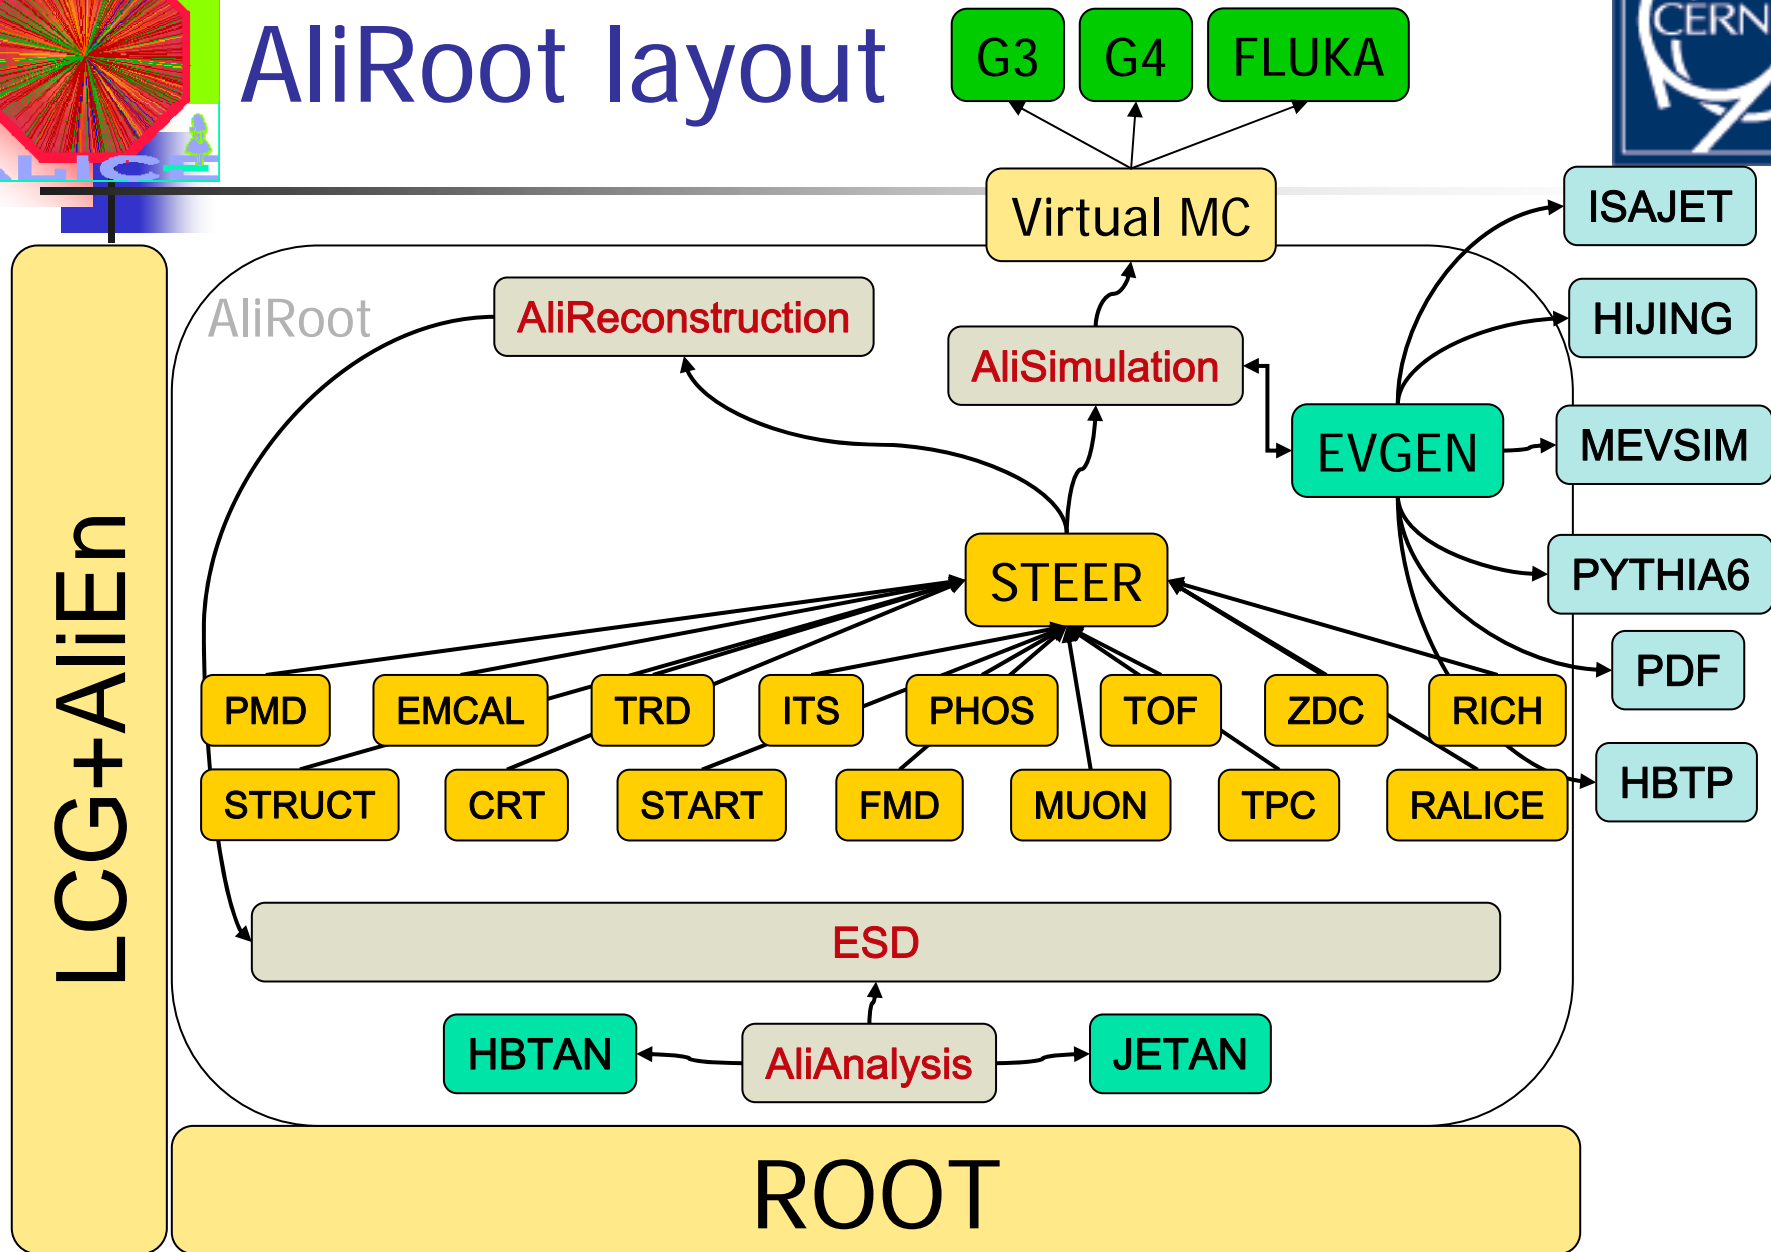 AliRoot layout
G3
G4
FLUKA
CERN
ALICE
Virtual MC
ISAJET
HIJING
AliRoot
AliReconstruction
AliSimulation
EVGEN
MEVSIM
STEER
PYTHIA6
PDF
HBTP
PMD
EMCAL
TRD
ITS
PHOS
TOF
ZDC
RICH
STRUCT
CRT
START
FMD
MUON
TPC
RALICE
LCG+AliEn
ESD
HBTAN
AliAnalysis
JETAN
ROOT